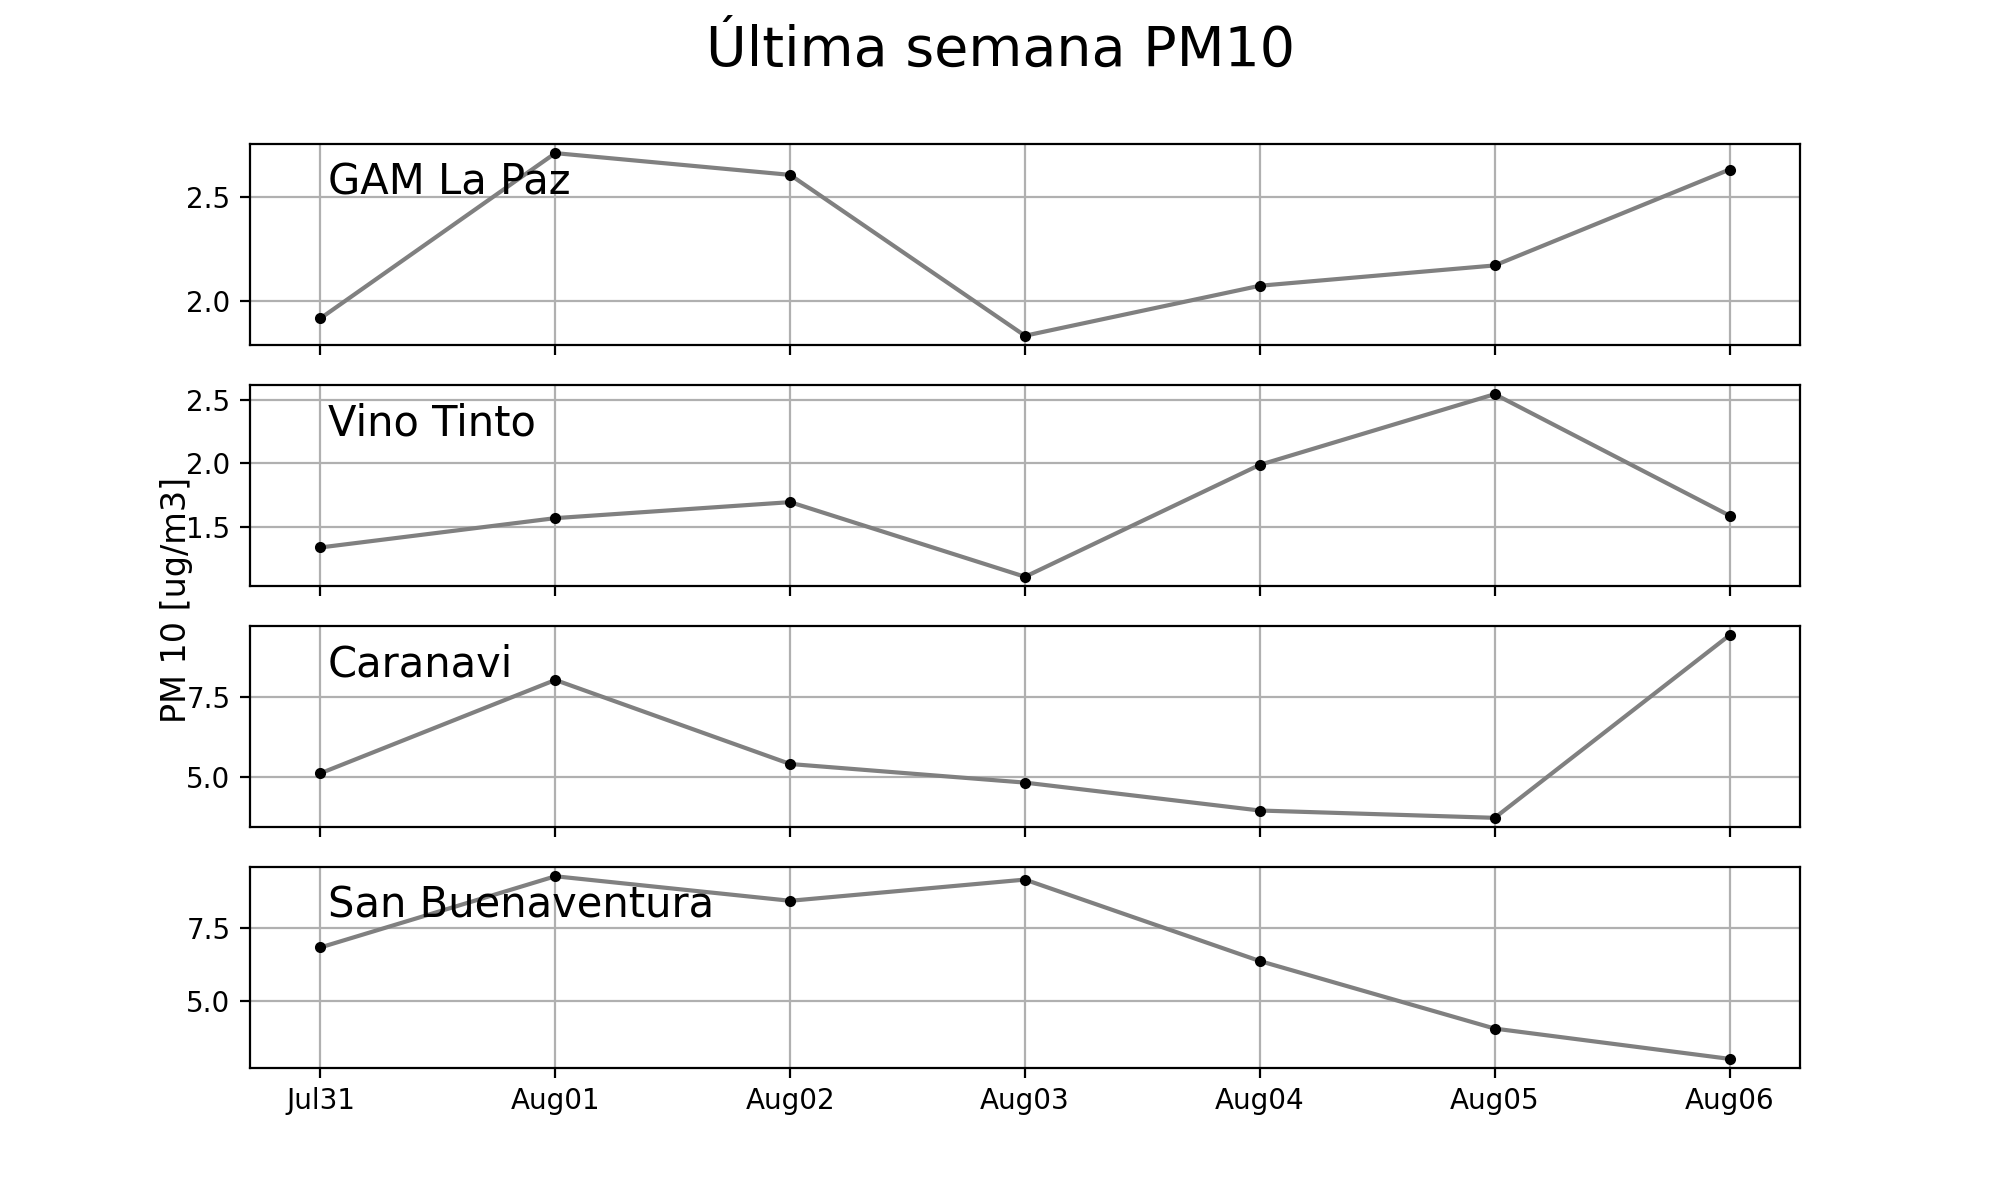 Última semana PM10
GAM La Paz
2.5
2.0
Vino Tinto
2.5
2.0
1.5
PM 10 [ug/m3]
Caranavi
7.5
5.0
San Buenaventura
7.5
5.0
Jul31 Aug01 Aug02 Aug03 Aug04 Aug05 Aug06